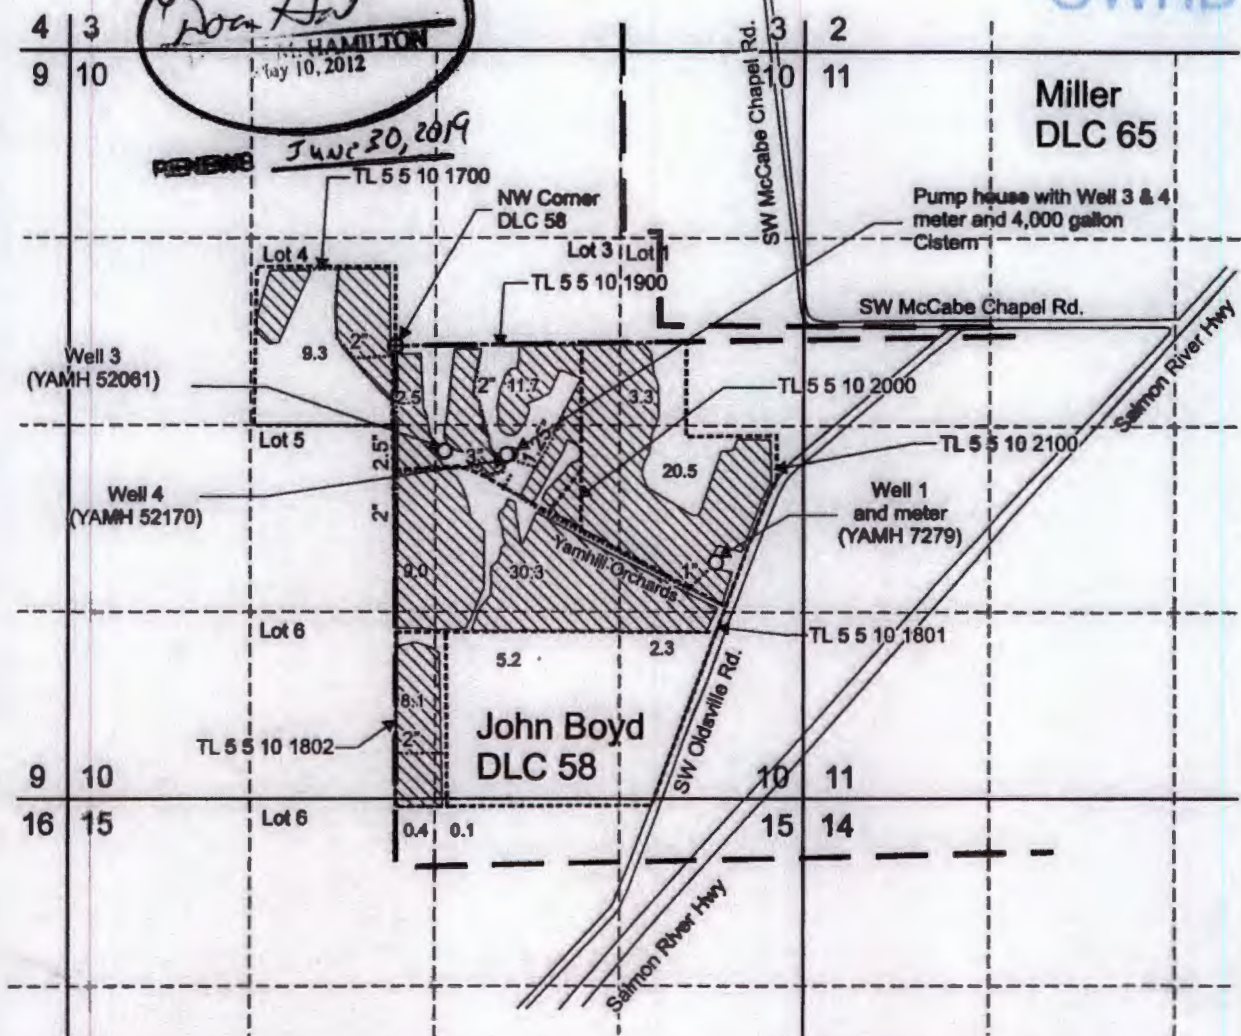 4 3
3 2
9 10
10 11
HAMILTON
May 10, 2012
June 30, 2019
Miller
DLC 65
TL 5 5 10 1700
NW Corner
DLC 58
Pump house with Well 3 & 4
meter and 4,000 gallon
Cistern
SW McCabe Chapel Rd.
Lot 4
Lot 3
Lot 1
TL 5 5 10 1900
SW McCabe Chapel Rd.
Salmon River Hwy
9.3
2"
Well 3
(YAMH 52061)
2.5
2"
11.7
3.3
TL 5 5 10 2000
Lot 5
2.5"
3"
20.5
TL 5 5 10 2100
Well 4
(YAMH 52170)
2"
Well 1
and meter
(YAMH 7279)
Yamhill Orchards
1"
9.0
30.3
Lot 6
TL 5 5 10 1801
5.2
2.3
8.1
2"
TL 5 5 10 1802
John Boyd
DLC 58
SW Oldsville Rd.
9 10
10 11
16 15
15 14
Lot 6
0.4
0.1
Salmon River Hwy